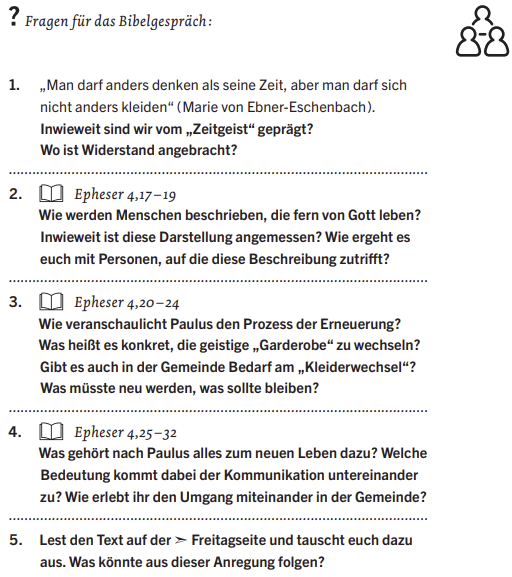 ? Fragen für das Bibelgespräch:
1. „Man darf anders denken als seine Zeit, aber man darf sich
nicht anders kleiden“ (Marie von Ebner-Eschenbach).
Inwieweit sind wir vom „Zeitgeist“ geprägt?
Wo ist Widerstand angebracht?
2. Epheser 4,17–19
Wie werden Menschen beschrieben, die fern von Gott leben?
Inwieweit ist diese Darstellung angemessen? Wie ergeht es
euch mit Personen, auf die diese Beschreibung zutrifft?
3. Epheser 4,20–24
Wie veranschaulicht Paulus den Prozess der Erneuerung?
Was heißt es konkret, die geistige „Garderobe“ zu wechseln?
Gibt es auch in der Gemeinde Bedarf am „Kleiderwechsel“?
Was müsste neu werden, was sollte bleiben?
4. Epheser 4,25–32
Was gehört nach Paulus alles zum neuen Leben dazu? Welche
Bedeutung kommt dabei der Kommunikation untereinander
zu? Wie erlebt ihr den Umgang miteinander in der Gemeinde?
5. Lest den Text auf der ➣ Freitagseite und tauscht euch dazu
aus. Was könnte aus dieser Anregung folgen?